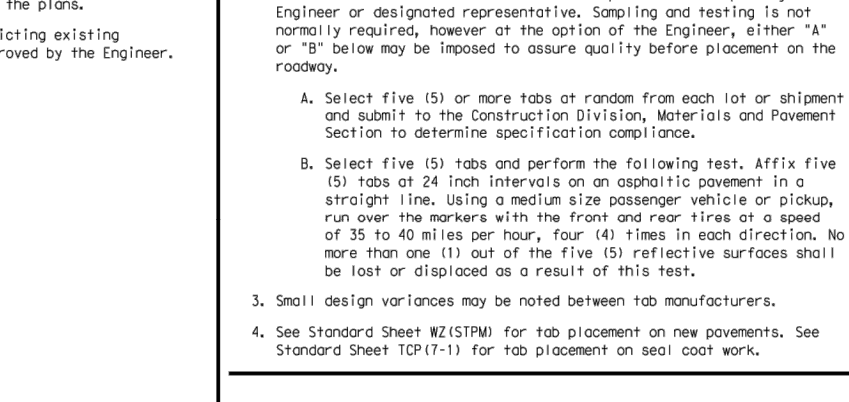 the plans.
icting existing
roved by the Engineer.
Engineer or designated representative. Sampling and testing is not
normally required, however at the option of the Engineer, either "A"
or "B" below may be imposed to assure quality before placement on the
roadway.
A. Select five (5) or more tabs at random from each lot or shipment
and submit to the Construction Division, Materials and Pavement
Section to determine specification compliance.
B. Select five (5) tabs and perform the following test. Affix five
(5) tabs at 24 inch intervals on an asphaltic pavement in a
straight line. Using a medium size passenger vehicle or pickup,
run over the markers with the front and rear tires at a speed
of 35 to 40 miles per hour, four (4) times in each direction. No
more than one (1) out of the five (5) reflective surfaces shall
be lost or displaced as a result of this test.
3. Small design variances may be noted between tab manufacturers.
4. See Standard Sheet WZ(STPM) for tab placement on new pavements. See
Standard Sheet TCP(7-1) for tab placement on seal coat work.